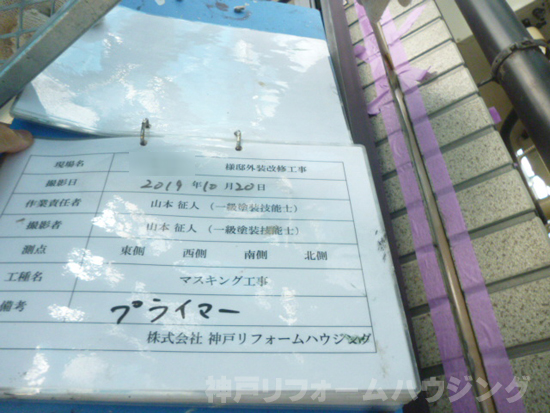 現場名 様邸外装改修工事
撮影日 2019年10月20日
作業責任者 山本 征人 (一級塗装技能士)
撮影者 山本 征人 (一級塗装技能士)
測点 東側 西側 南側 北側
工種名 マスキング工事
備考 プライマー
株式会社 神戸リフォームハウジング
神戸リフォームハウジング